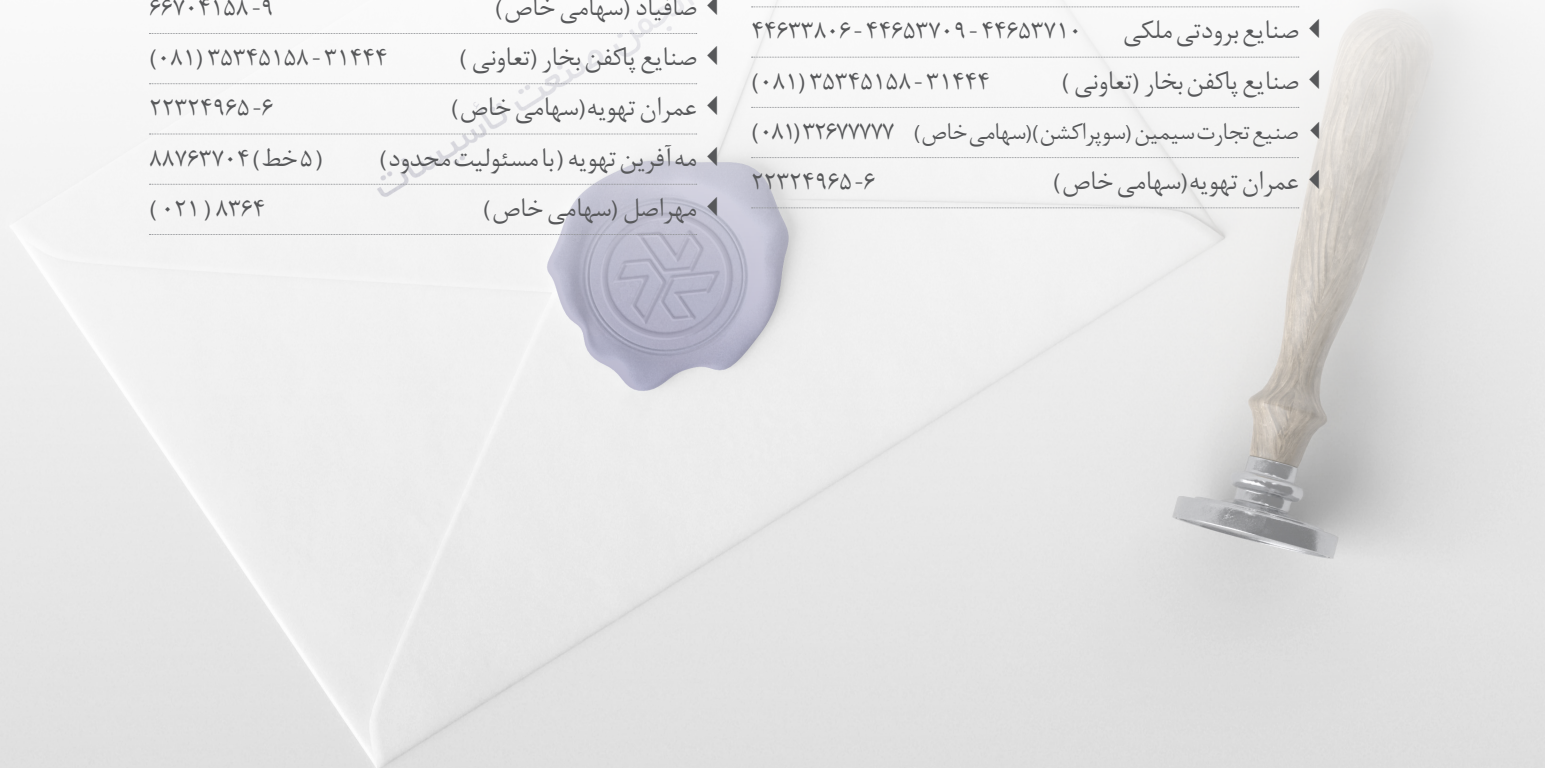 صنایع برودتی ملکی ۴۴۶۳۳۸۰۶ - ۴۴۶۵۳۷۰۹ - ۴۴۶۵۳۷۱۰
صنایع پاکفن بخار (تعاونی ) ۳۱۴۴۴ - ۳۵۳۴۵۱۵۸ (۰۸۱)
صنیع تجارت سیمین (سوپراکشن)(سهامی خاص) ۳۲۶۷۷۷۷۷(۰۸۱)
عمران تهویه(سهامی خاص) ۲۲۳۲۴۹۶۵-۶
صافیاد (سهامی خاص) ۶۶۷۰۴۱۵۸-۹
صنایع پاکفن بخار (تعاونی ) ۳۱۴۴۴ - ۳۵۳۴۵۱۵۸ (۰۸۱)
عمران تهویه(سهامی خاص) ۲۲۳۲۴۹۶۵-۶
مه آفرین تهویه (با مسئولیت محدود) (۵ خط) ۸۸۷۶۳۷۰۴
مهراصل (سهامی خاص) ۸۳۶۴ (۰۲۱ )
صنعت تأسیسات